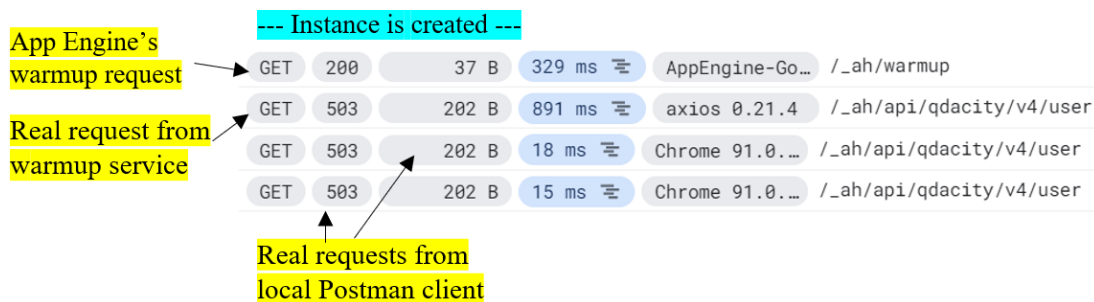 --- Instance is created ---
App Engine’s
warmup request
GET 200 37 B 329 ms AppEngine-Go… /_ah/warmup
GET 503 202 B 891 ms axios 0.21.4 /_ah/api/qdacity/v4/user
Real request from
warmup service
GET 503 202 B 18 ms Chrome 91.0.… /_ah/api/qdacity/v4/user
GET 503 202 B 15 ms Chrome 91.0.… /_ah/api/qdacity/v4/user
Real requests from
local Postman client